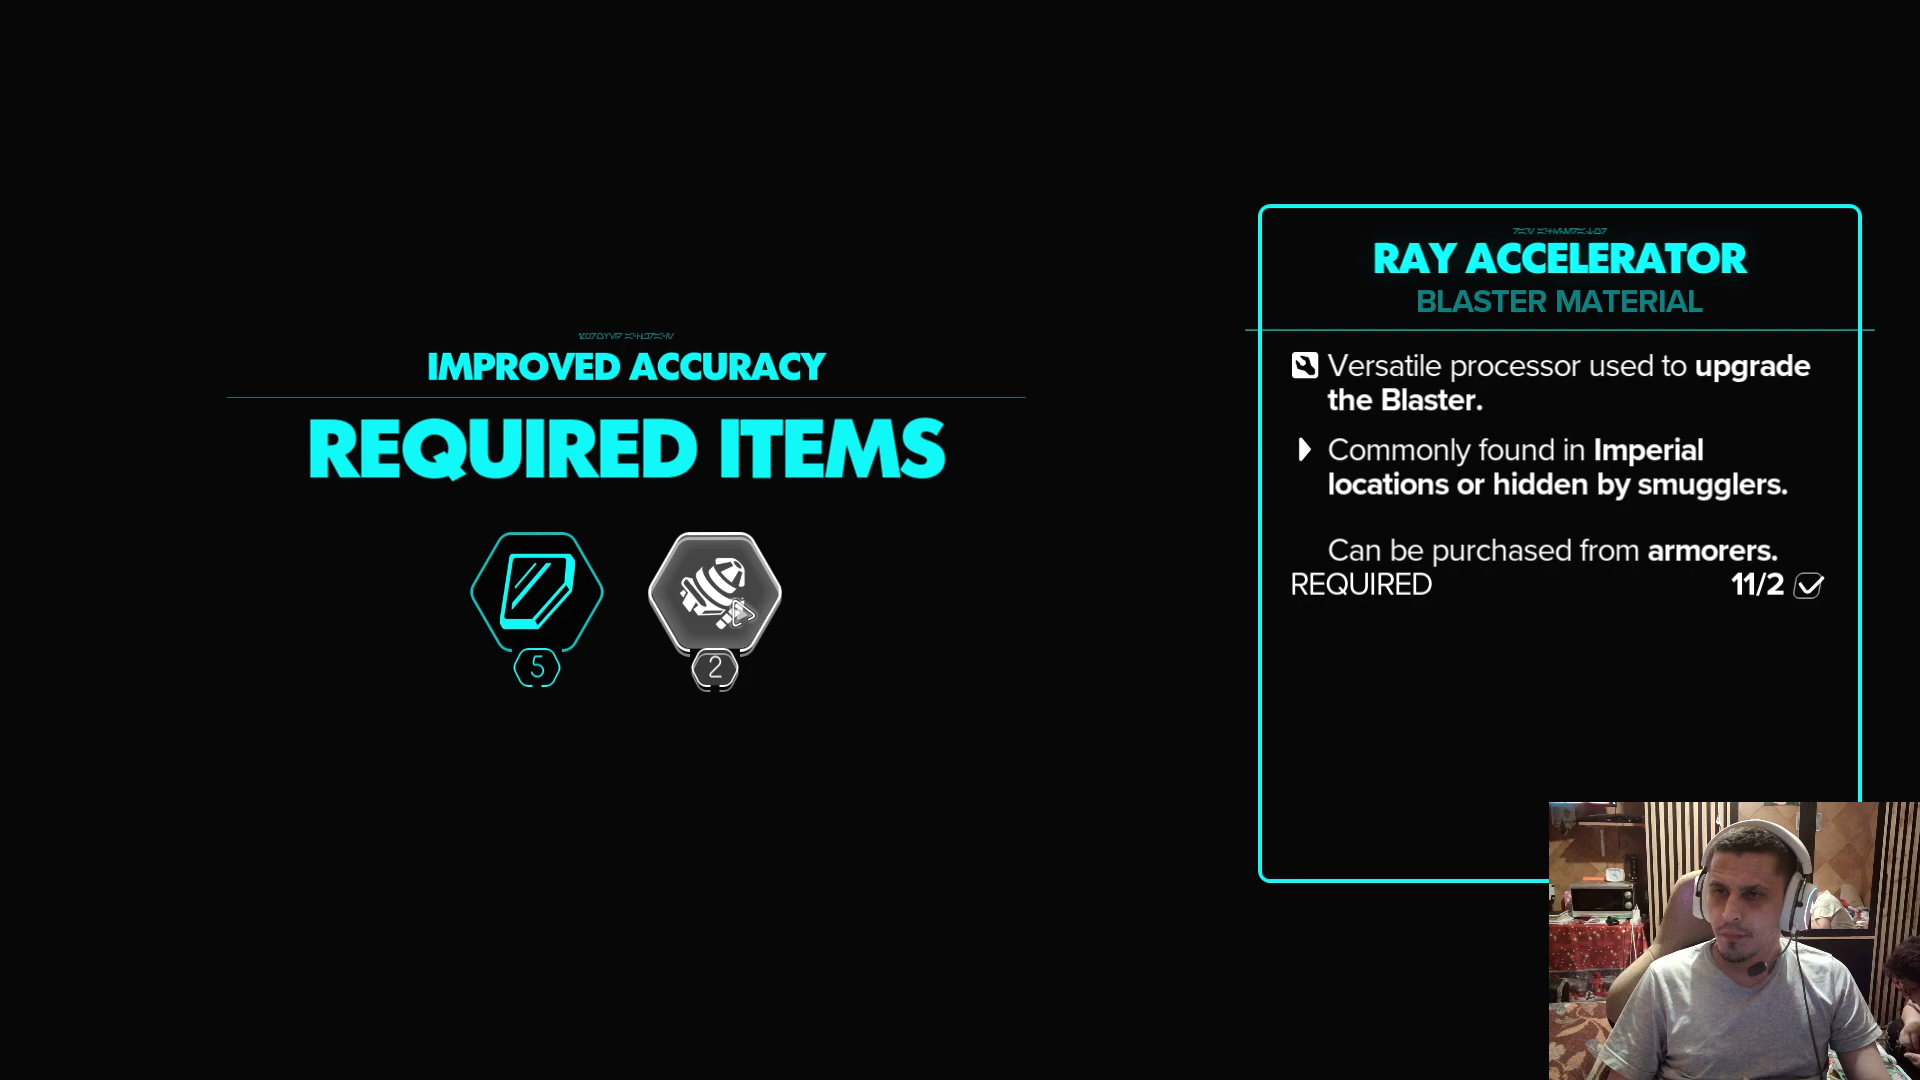 IMPROVED ACCURACY
REQUIRED ITEMS
5
2
RAY ACCELERATOR
BLASTER MATERIAL
Versatile processor used to upgrade
the Blaster.
Commonly found in Imperial
locations or hidden by smugglers.
Can be purchased from armorers.
REQUIRED 11/2